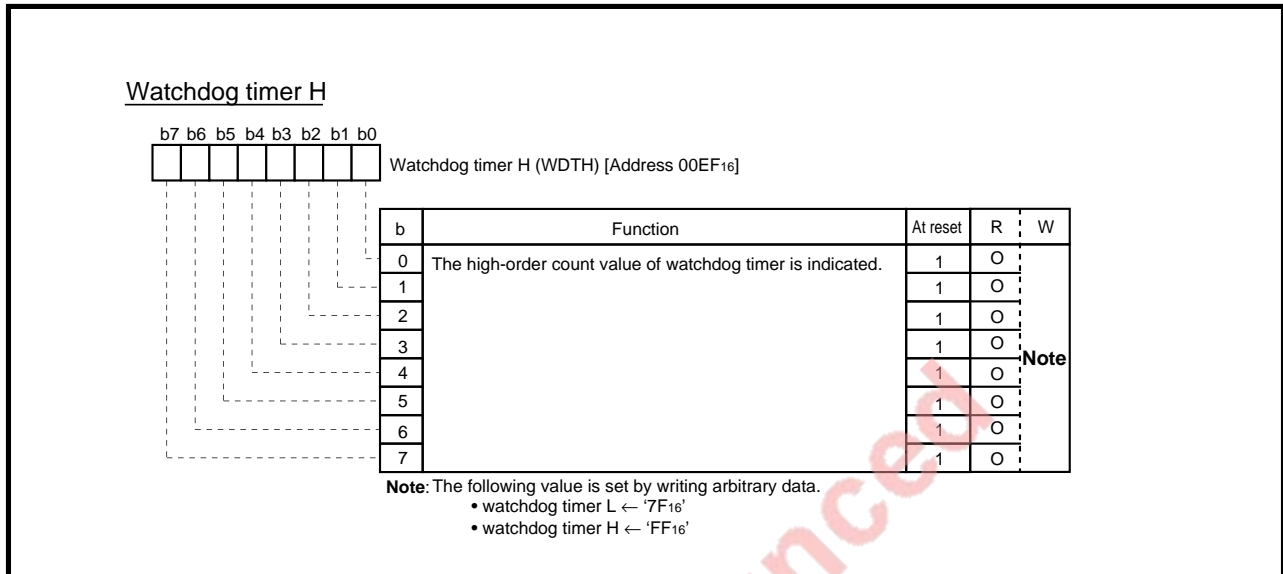 Watchdog timer H
b7 b6 b5 b4 b3 b2 b1 b0
Watchdog timer H (WDTH) [Address 00EF16]
b Function At reset R W
0 The high-order count value of watchdog timer is indicated. 1 O
1 1 O
2 1 O
3 1 O
Note
4 1 O
5 1 O
6 1 O
7 1 O
Note: The following value is set by writing arbitrary data.
• watchdog timer L ← ‘7F16’
• watchdog timer H ← ‘FF16’